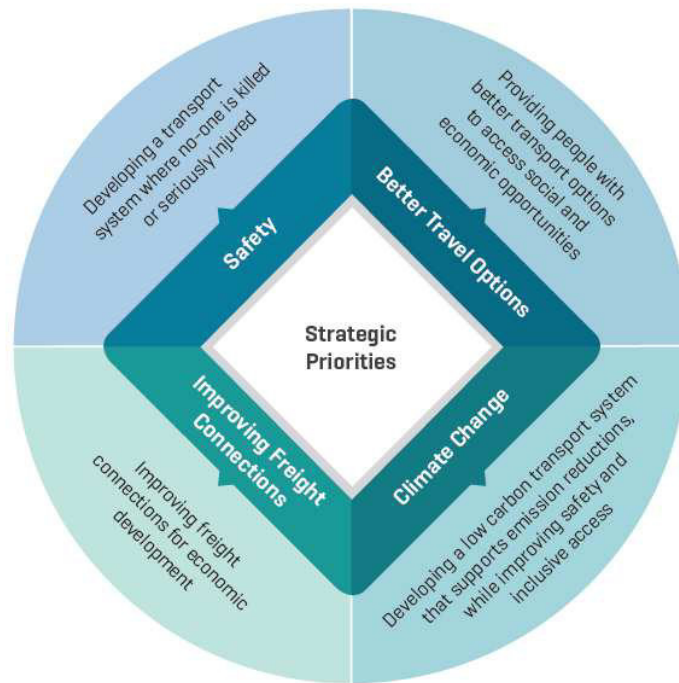 Developing a transport
system where no-one is killed
or seriously injured
Safety
Providing people with
better transport options
to access social and
economic opportunities
Better Travel Options
Strategic
Priorities
Improving Freight
Connections
Improving freight
connections for economic
development
Climate Change
Developing a low carbon transport system
that supports emission reductions,
while improving safety and
inclusive access